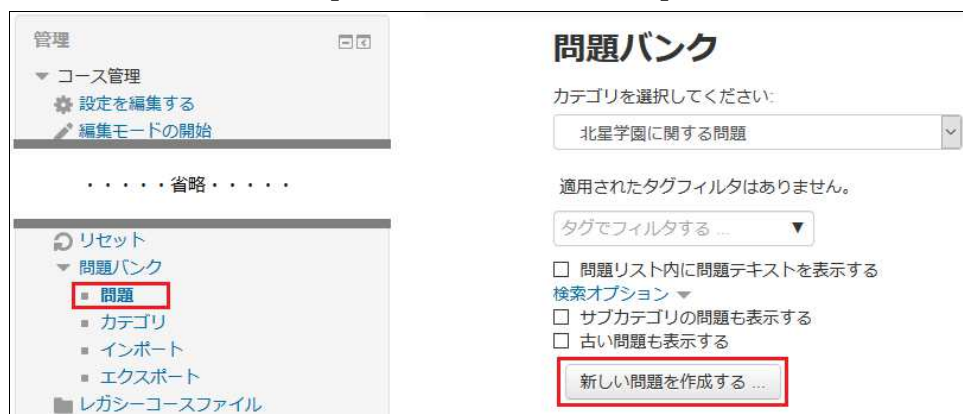 管理
コース管理
設定を編集する
編集モードの開始
・・・・・省略・・・・・
リセット
問題バンク
問題
カテゴリ
インポート
エクスポート
レガシーコースファイル
問題バンク
カテゴリを選択してください:
北星学園に関する問題
適用されたタグフィルタはありません。
タグでフィルタする ...
問題リスト内に問題テキストを表示する
検索オプション
サブカテゴリの問題も表示する
古い問題も表示する
新しい問題を作成する ...